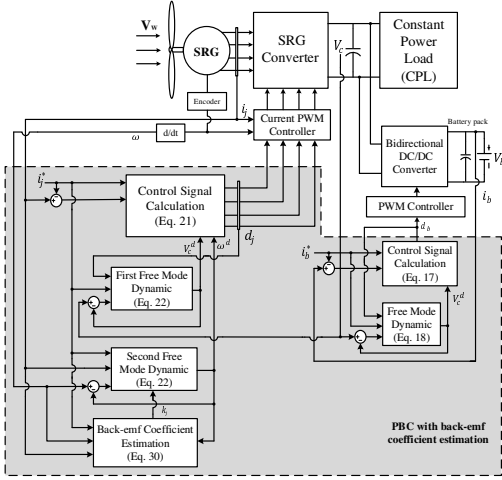 V_w
SRG
SRG
Converter
V_c
Constant
Power
Load
(CPL)
Encoder
i_j
ω
d/dt
Current PWM
Controller
Battery pack
Bidirectional
DC/DC
Converter
i_b
PWM Controller
i_j^*
Control Signal
Calculation
(Eq. 21)
V_c^d
ω^d
d_j
d_b
i_b^*
Control Signal
Calculation
(Eq. 17)
First Free Mode
Dynamic
(Eq. 22)
V_c^d
Free Mode
Dynamic
(Eq. 18)
Second Free
Mode Dynamic
(Eq. 22)
k_j
Back-emf Coefficient
Estimation
(Eq. 30)
PBC with back-emf
coefficient estimation